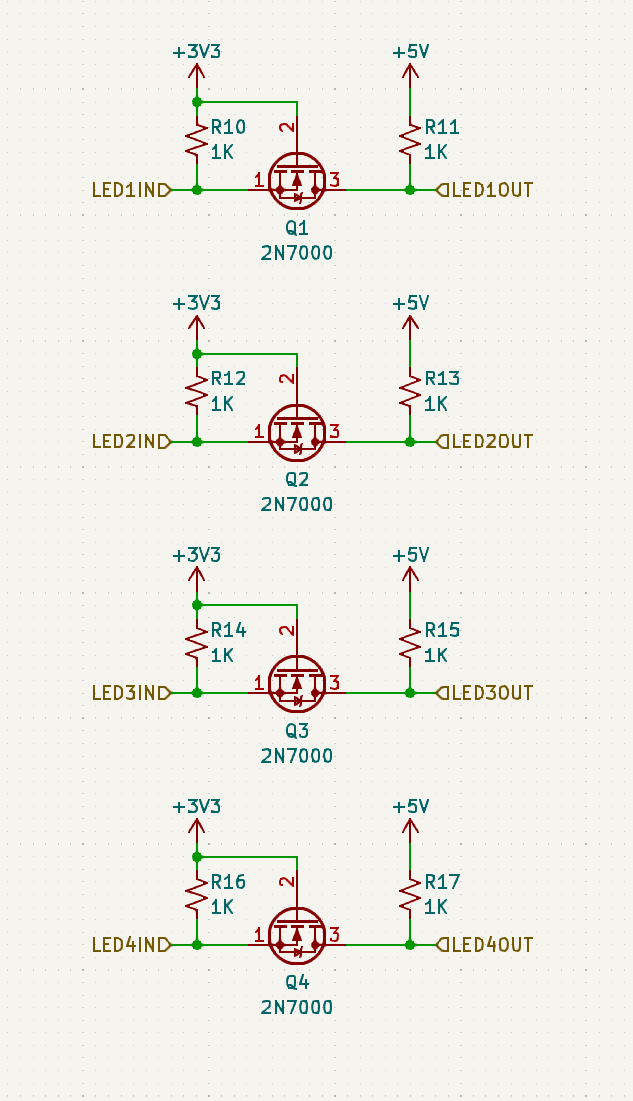 +3V3 +5V
R10 R11
1K 1K
2
LED1IN 1 3 LED1OUT
Q1
2N7000
+3V3 +5V
R12 R13
1K 1K
2
LED2IN 1 3 LED2OUT
Q2
2N7000
+3V3 +5V
R14 R15
1K 1K
2
LED3IN 1 3 LED3OUT
Q3
2N7000
+3V3 +5V
R16 R17
1K 1K
2
LED4IN 1 3 LED4OUT
Q4
2N7000